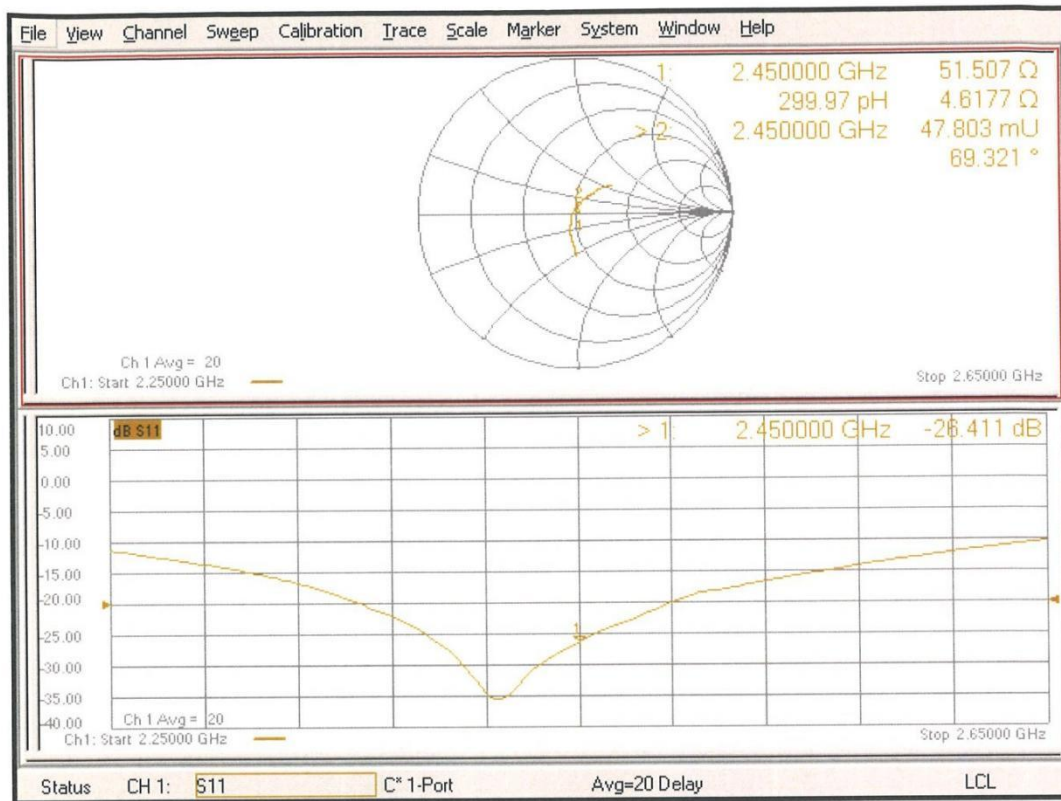 File View Channel Sweep Calibration Trace Scale Marker System Window Help
1: 2.450000 GHz 51.507 Ω
299.97 pH 4.6177 Ω
> 2: 2.450000 GHz 47.803 mU
69.321 °
Ch 1 Avg = 20
Ch1: Start 2.25000 GHz Stop 2.65000 GHz
10.00 dB S11 > 1: 2.450000 GHz -26.411 dB
5.00
0.00
-5.00
-10.00
-15.00
-20.00
-25.00
-30.00
-35.00
-40.00
1
Ch 1 Avg = 20
Ch1: Start 2.25000 GHz Stop 2.65000 GHz
Status CH 1: S11 C* 1-Port Avg=20 Delay LCL